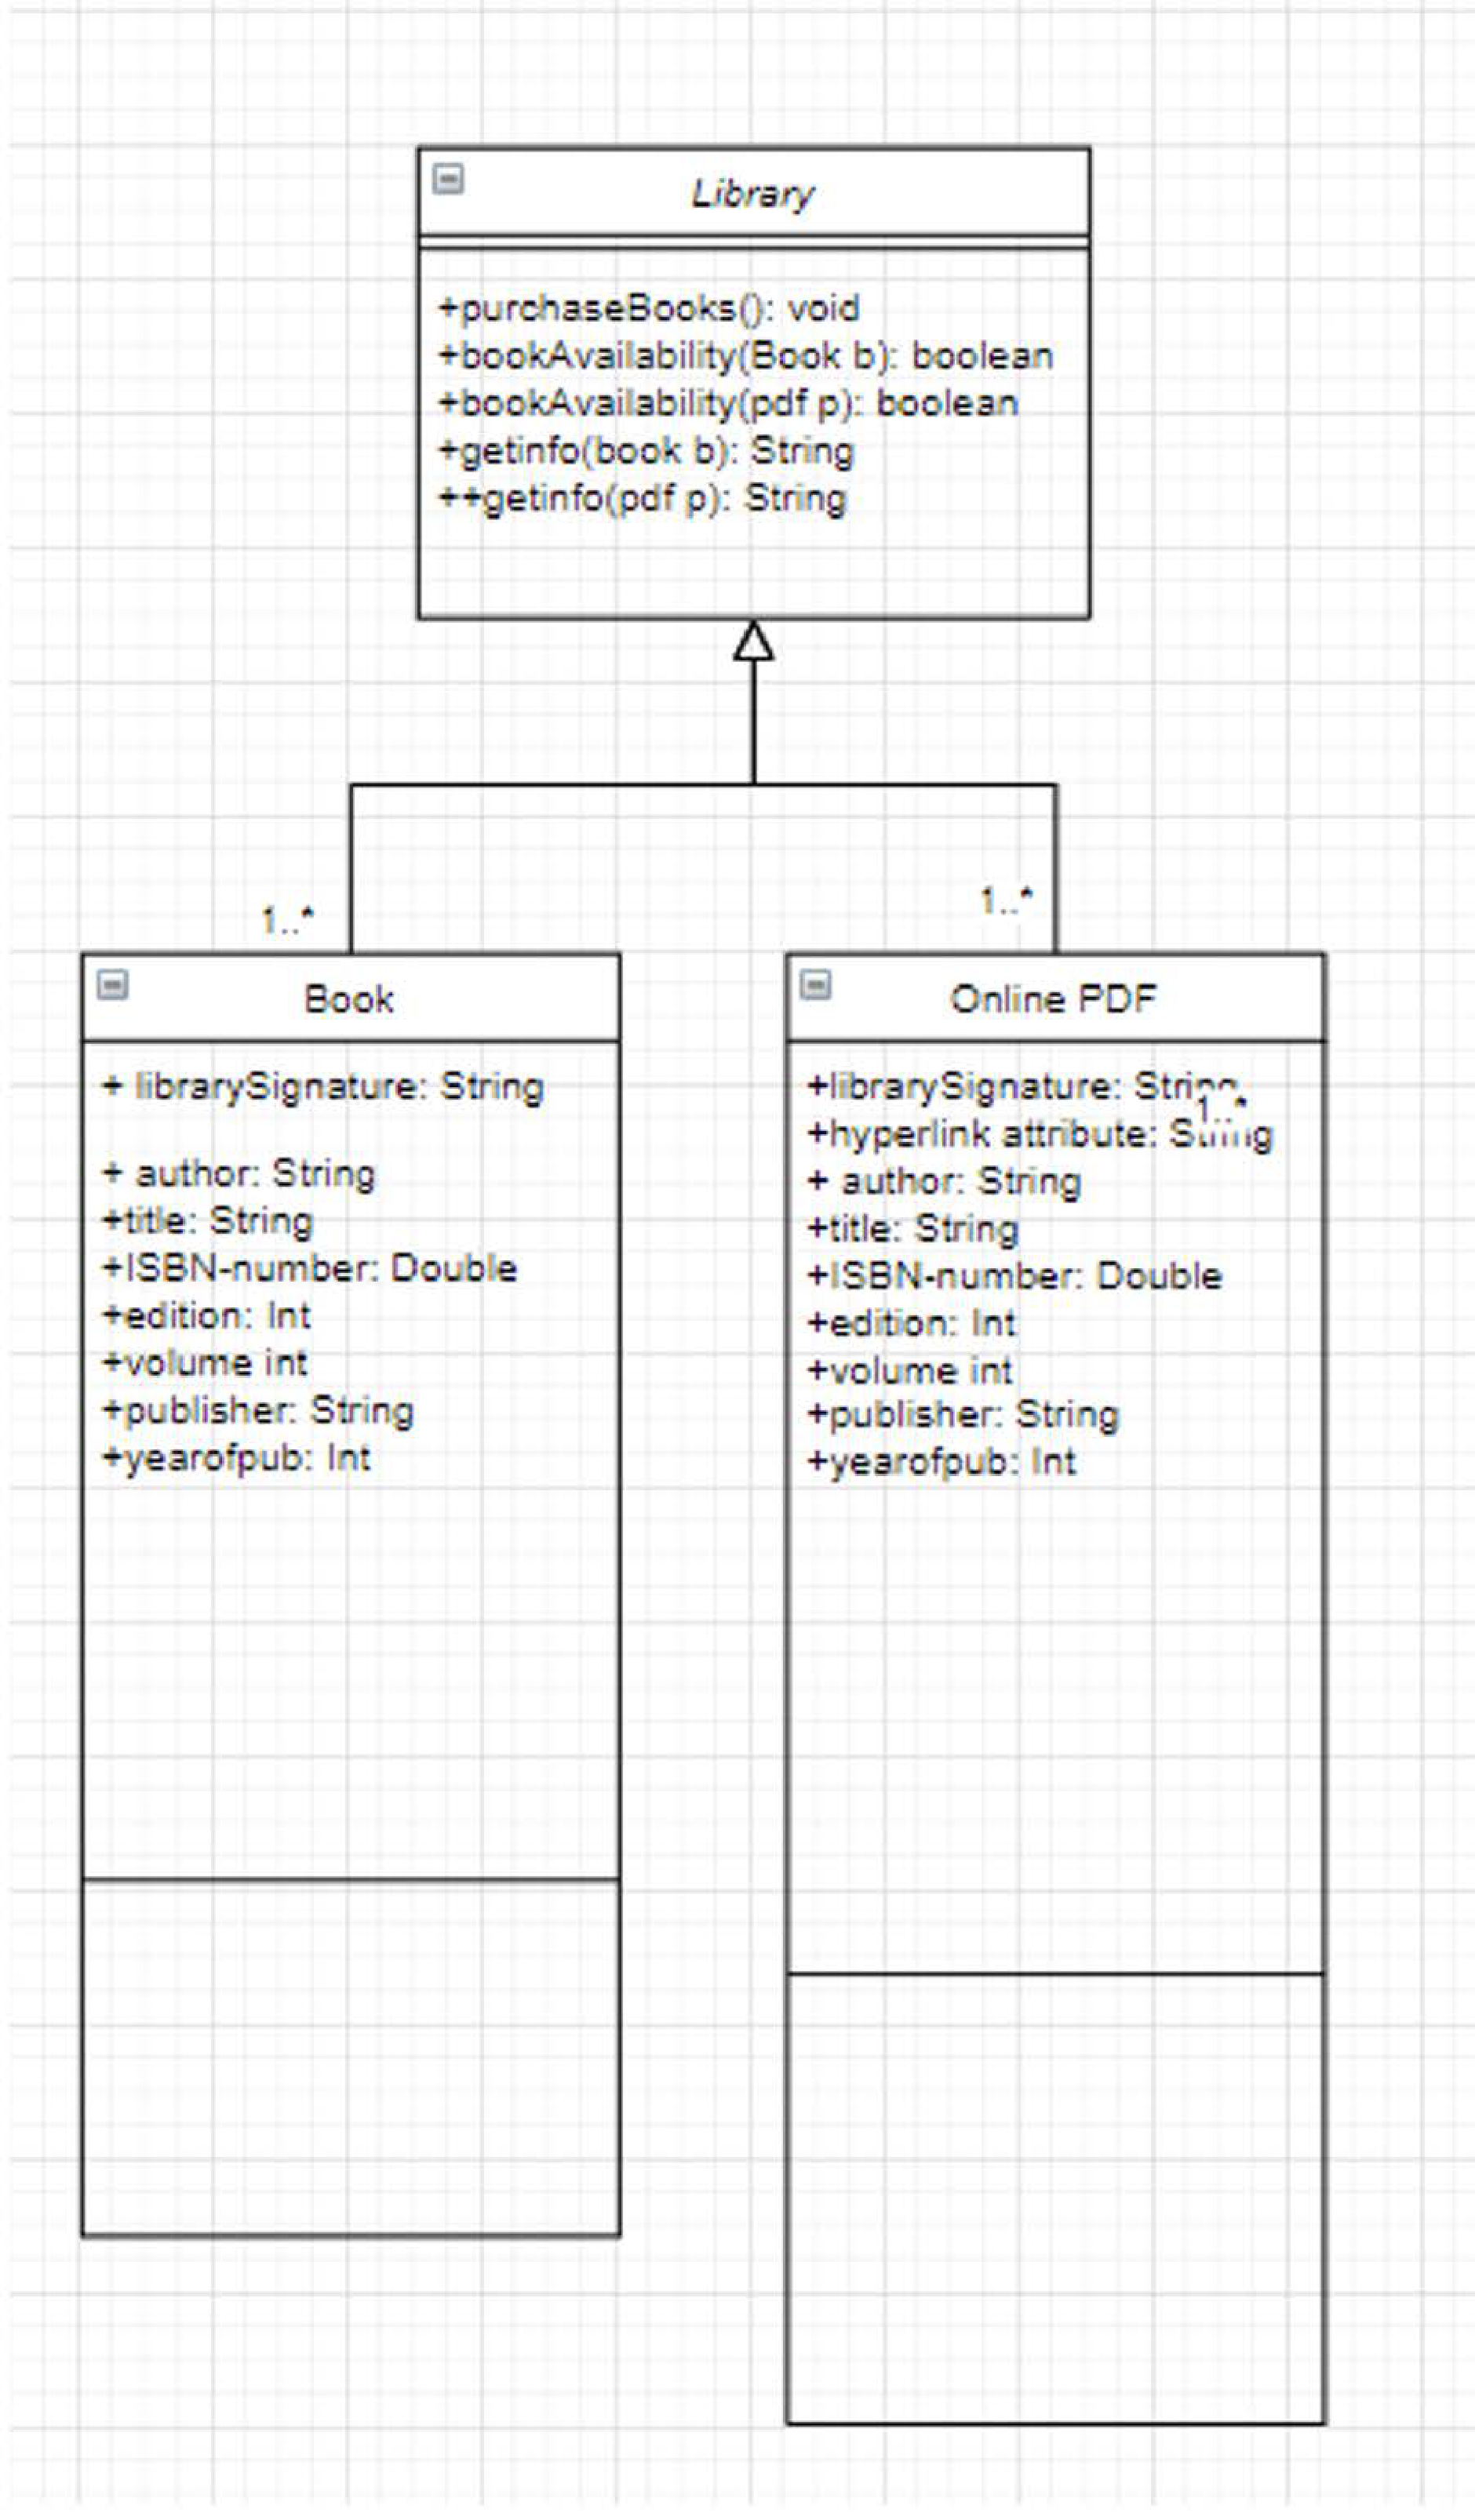 Library
+purchaseBooks(): void
+bookAvailability(Book b): boolean
+bookAvailability(pdf p): boolean
+getinfo(book b): String
++getinfo(pdf p): String
1..*
1..*
Book
+ librarySignature: String
+ author: String
+title: String
+ISBN-number: Double
+edition: Int
+volume int
+publisher: String
+yearofpub: Int
Online PDF
+librarySignature: String
1..*
+hyperlink attribute: String
+ author: String
+title: String
+ISBN-number: Double
+edition: Int
+volume int
+publisher: String
+yearofpub: Int